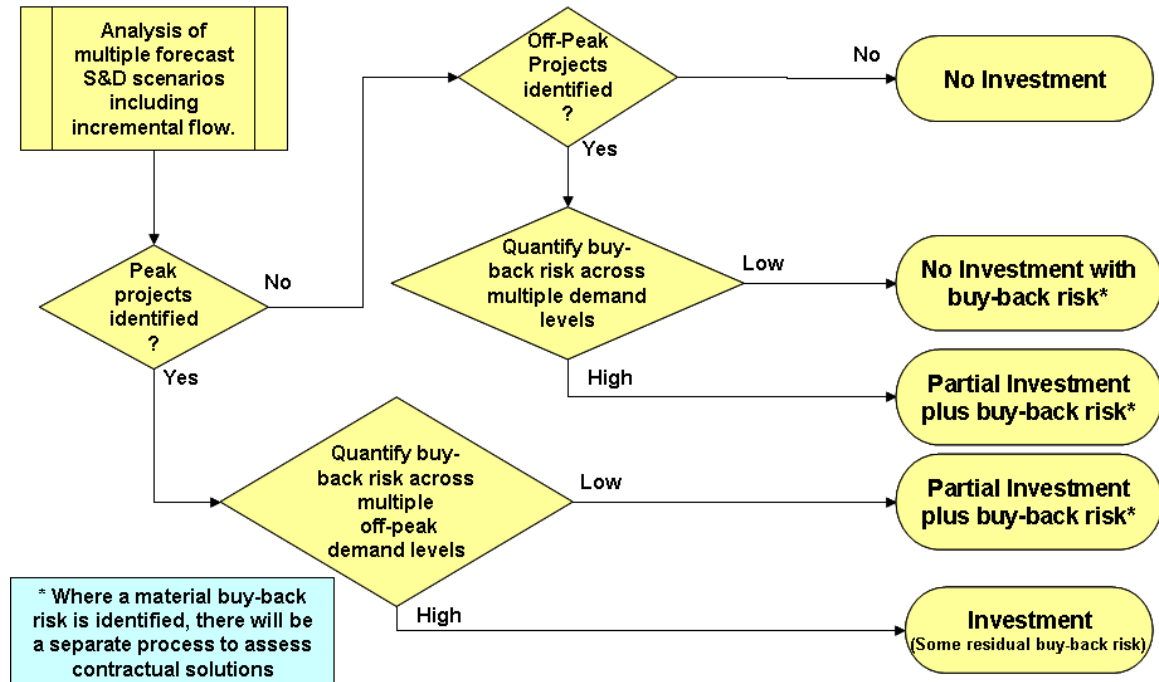 Analysis of
multiple forecast
S&D scenarios
including
incremental flow.
Off-Peak
Projects
identified
?
No
No Investment
Yes
Peak
projects
identified
?
No
Quantify buy-
back risk across
multiple demand
levels
Low
No Investment with
buy-back risk*
High
Partial Investment
plus buy-back risk*
Yes
Quantify buy-
back risk across
multiple
off-peak
demand levels
Low
Partial Investment
plus buy-back risk*
High
Investment
(Some residual buy-back risk)
* Where a material buy-back
risk is identified, there will be
a separate process to assess
contractual solutions